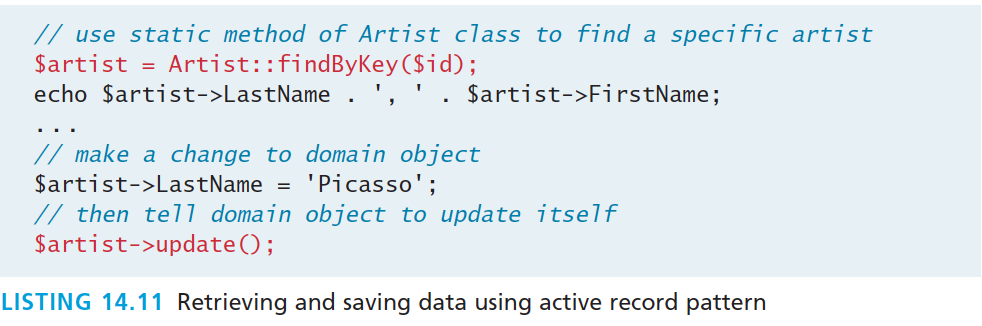 // use static method of Artist class to find a specific artist
$artist = Artist::findByKey($id);
echo $artist->LastName . ', ' . $artist->FirstName;
...
// make a change to domain object
$artist->LastName = 'Picasso';
// then tell domain object to update itself
$artist->update();
LISTING 14.11 Retrieving and saving data using active record pattern